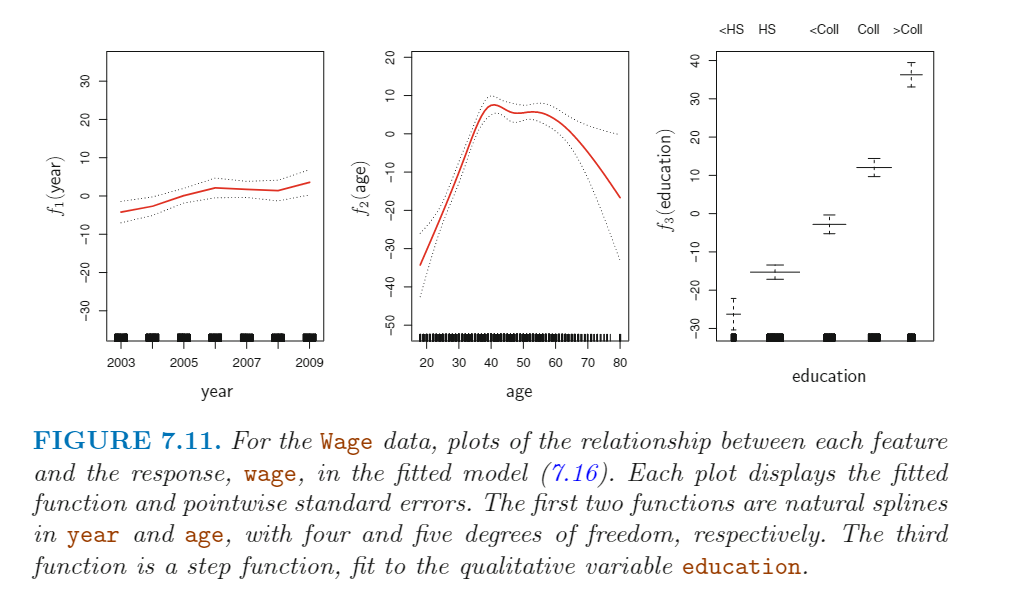 <HS HS <Coll Coll >Coll
f1(year)
30
20
10
0
−10
−20
−30
2003 2005 2007 2009
year
f2(age)
20
10
0
−10
−20
−30
−40
−50
20 30 40 50 60 70 80
age
f3(education)
40
30
20
10
0
−10
−20
−30
education
FIGURE 7.11. For the Wage data, plots of the relationship between each feature
and the response, wage, in the fitted model (7.16). Each plot displays the fitted
function and pointwise standard errors. The first two functions are natural splines
in year and age, with four and five degrees of freedom, respectively. The third
function is a step function, fit to the qualitative variable education.